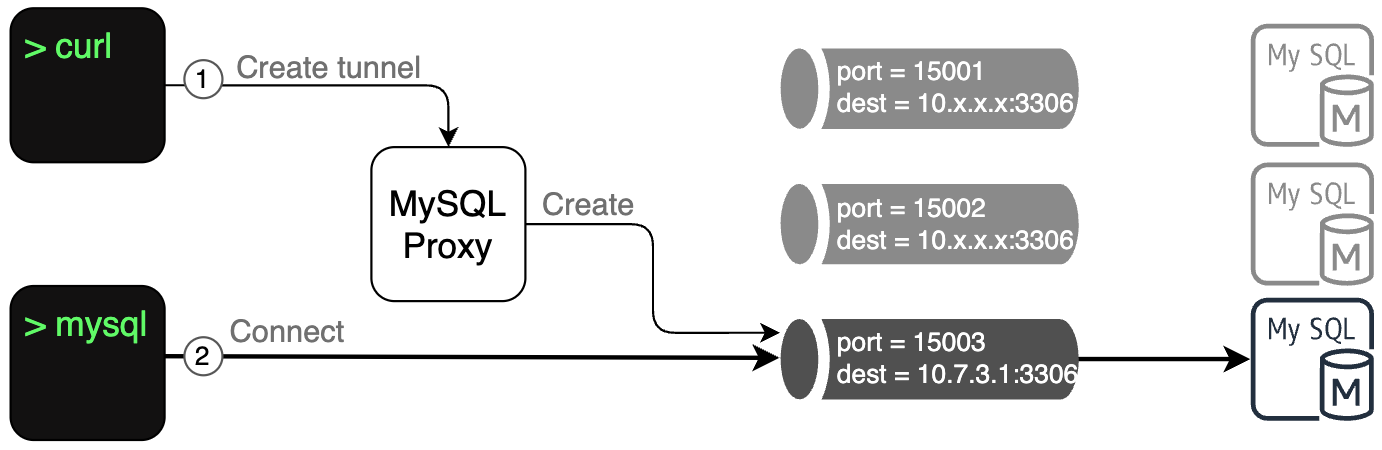 > curl
1
Create tunnel
port = 15001
dest = 10.x.x.x:3306
My SQL
M
MySQL
Proxy
Create
port = 15002
dest = 10.x.x.x:3306
My SQL
M
> mysql
2
Connect
port = 15003
dest = 10.7.3.1:3306
My SQL
M